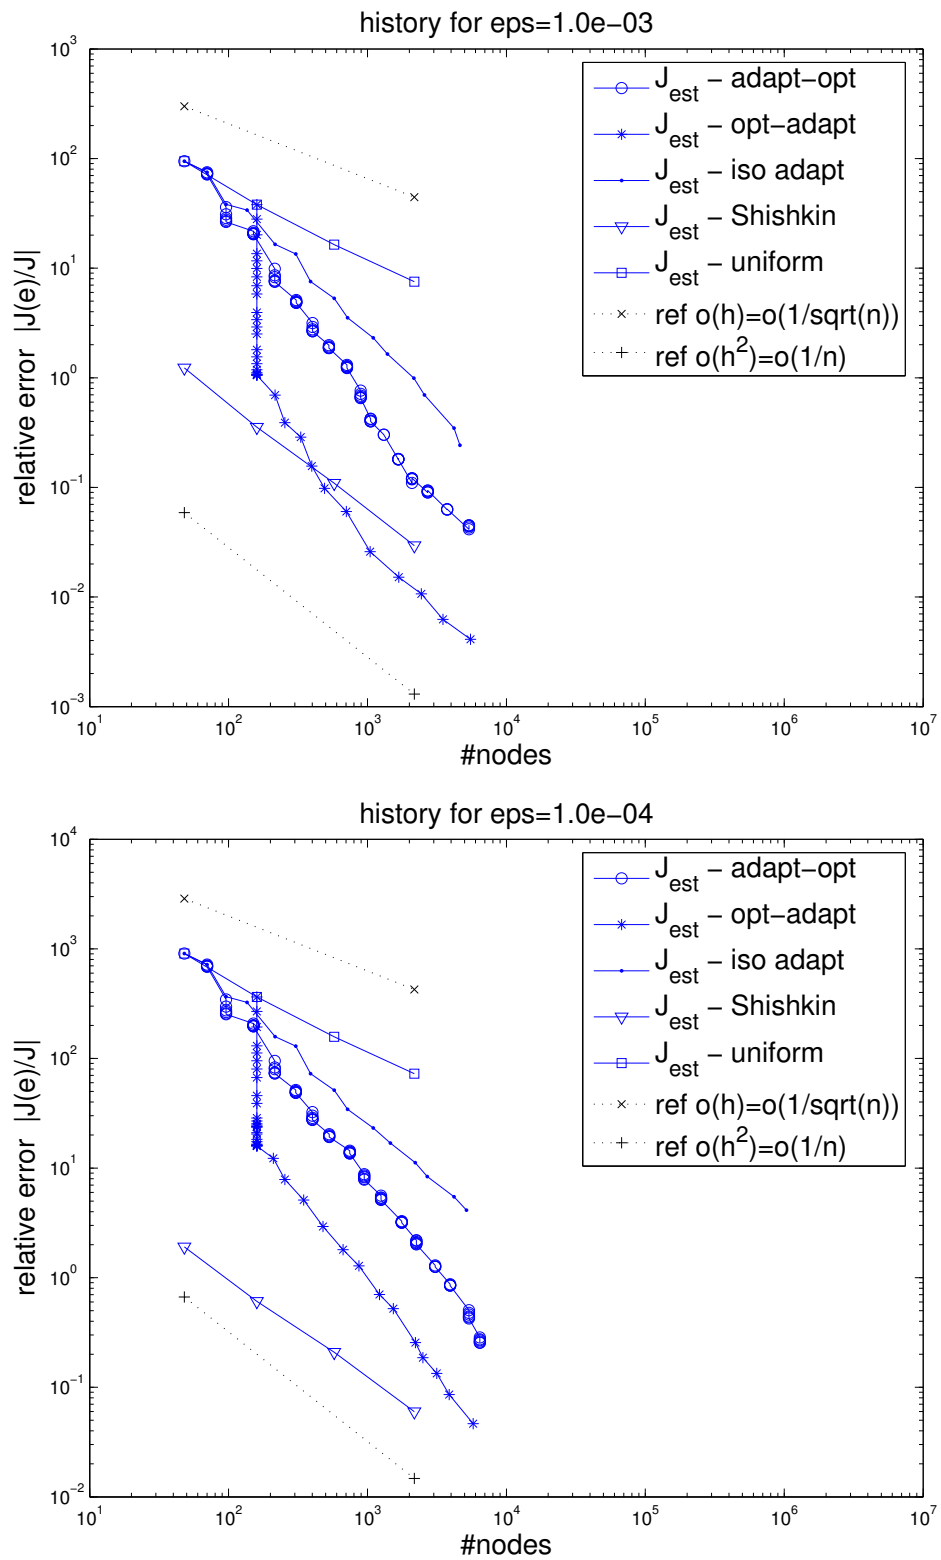 history for eps=1.0e−03
10^3
10^2
10^1
10^0
10^−1
10^−2
10^−3
relative error |J(e)/J|
J_est − adapt−opt
J_est − opt−adapt
J_est − iso adapt
J_est − Shishkin
J_est − uniform
ref o(h)=o(1/sqrt(n))
ref o(h^2)=o(1/n)
10^1 10^2 10^3 10^4 10^5 10^6 10^7
#nodes
history for eps=1.0e−04
10^4
10^3
10^2
10^1
10^0
10^−1
10^−2
relative error |J(e)/J|
J_est − adapt−opt
J_est − opt−adapt
J_est − iso adapt
J_est − Shishkin
J_est − uniform
ref o(h)=o(1/sqrt(n))
ref o(h^2)=o(1/n)
10^1 10^2 10^3 10^4 10^5 10^6 10^7
#nodes